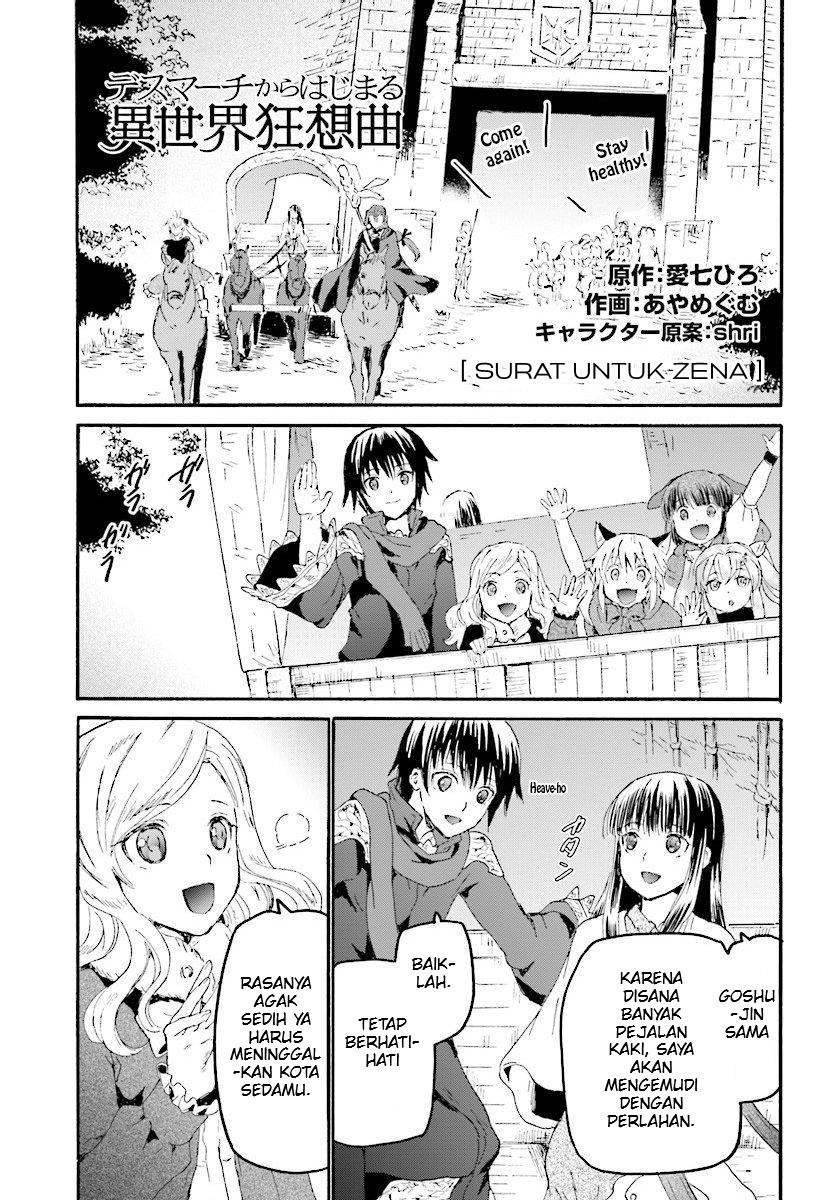 デスマーチからはじまる
異世界狂想曲
Come
again!
Stay
healthy!
原作:愛七ひろ
作画:あやめぐむ
キャラクター原案:shri
[ SURAT UNTUK ZENA ]
ガラ
ガラ
ガラ
Heave-ho
カタン
GOSHU
-JIN
SAMA
KARENA
DISANA
BANYAK
PEJALAN
KAKI, SAYA
AKAN
MENGEMUDI
DENGAN
PERLAHAN.
BAIK-
LAH.
TETAP
BERHATI-
HATI
RASANYA
AGAK
SEDIH YA
HARUS
MENINGGAL
-KAN KOTA
SEDAMU.